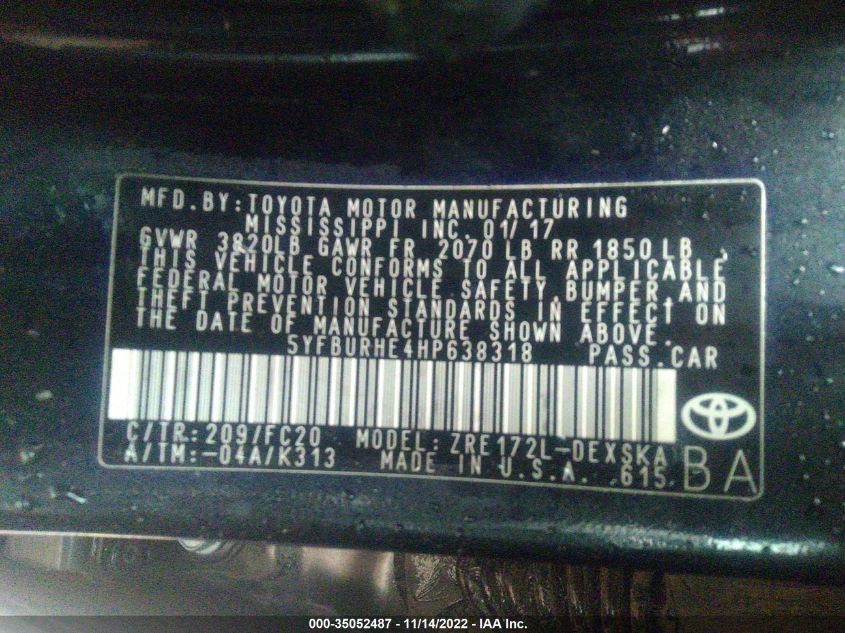 MFD.BY:TOYOTA MOTOR MANUFACTURING
MISSISSIPPI INC. 01/17
GVWR 3820LB GAWR FR 2070 LB RR 1850 LB ,
THIS VEHICLE CONFORMS TO ALL APPLICABLE
FEDERAL MOTOR VEHICLE SAFETY,BUMPER,AND
THEFT PREVENTION STANDARDS IN EFFECT ON
THE DATE OF MANUFACTURE SHOWN ABOVE.
5YFBURHE4HP638318 PASS.CAR
C/TR:209/FC20 MODEL:ZRE172L-DEXSKA
A/TM:-04A/K313 MADE IN U.S.A. 615
BA
000-35052487 - 11/14/2022 - IAA Inc.